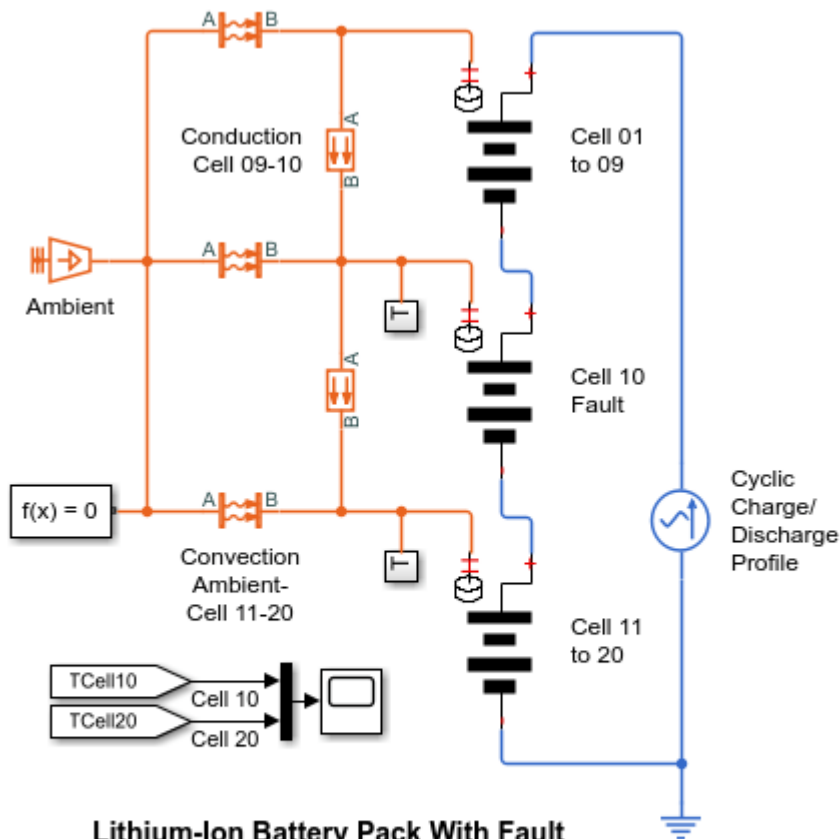 A
B
Conduction
Cell 09-10
A
B
Cell 01
to 09
Ambient
A
B
T
A
B
Cell 10
Fault
f(x) = 0
A
B
T
Convection
Ambient-
Cell 11-20
Cell 11
to 20
Cyclic
Charge/
Discharge
Profile
TCell10
Cell 10
TCell20
Cell 20
Lithium-Ion Battery Pack With Fault